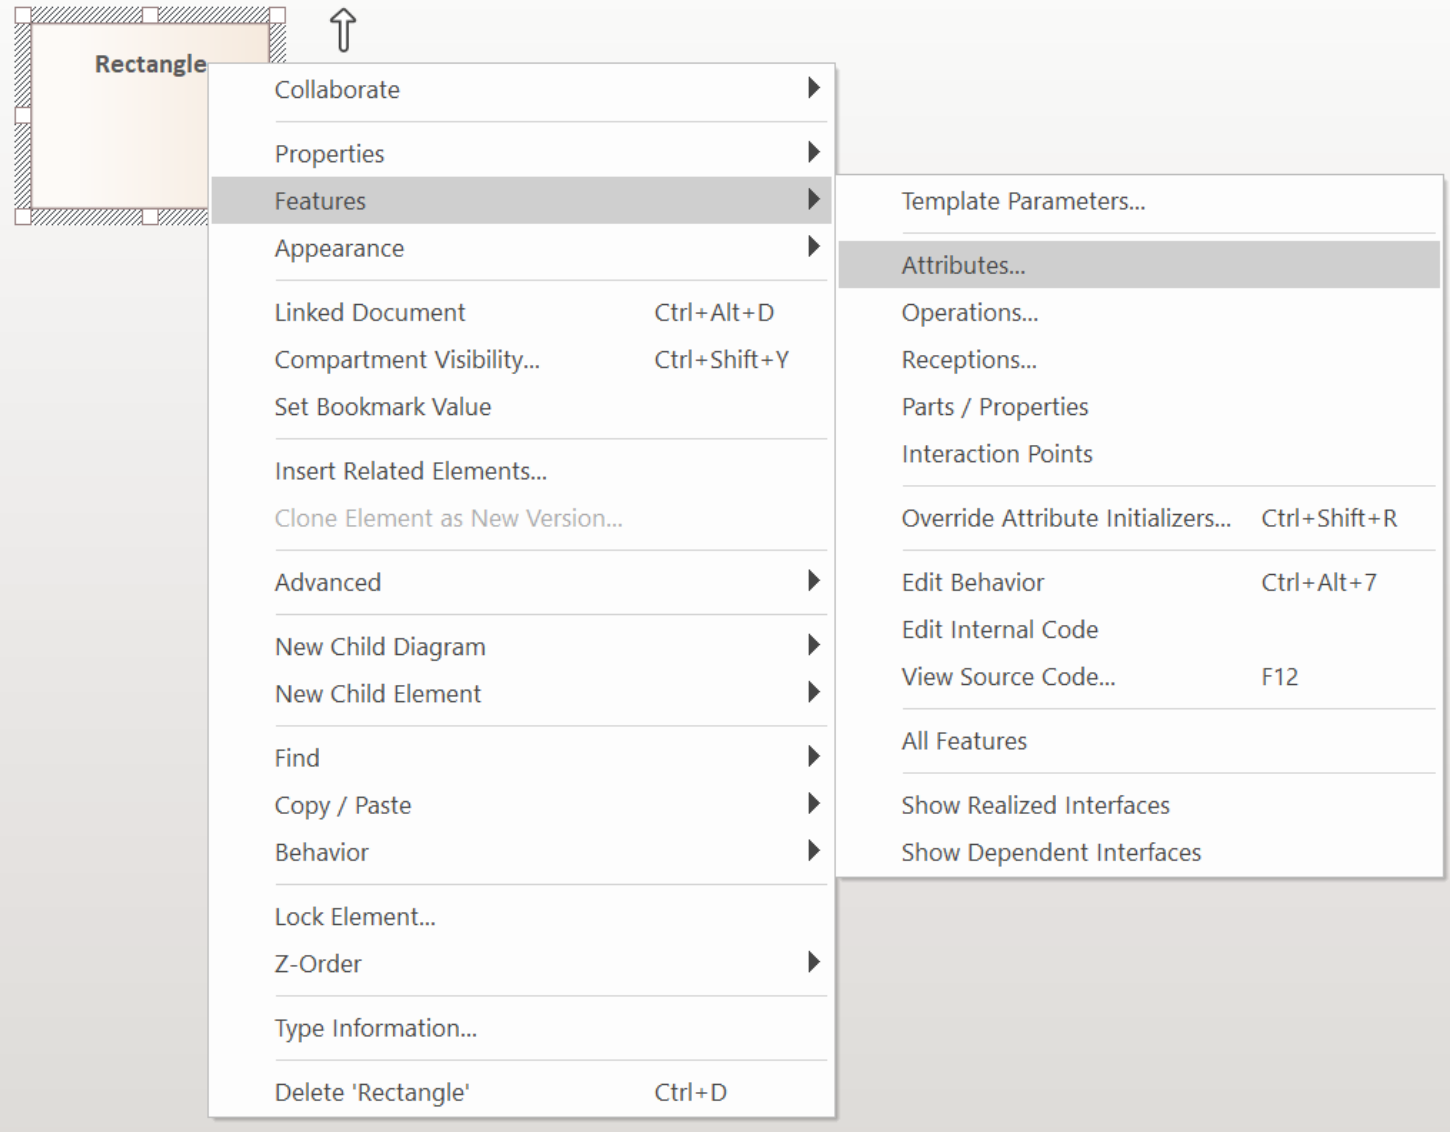 Rectangle
Collaborate
Properties
Features
Appearance
Linked Document Ctrl+Alt+D
Compartment Visibility... Ctrl+Shift+Y
Set Bookmark Value
Insert Related Elements...
Clone Element as New Version...
Advanced
New Child Diagram
New Child Element
Find
Copy / Paste
Behavior
Lock Element...
Z-Order
Type Information...
Delete 'Rectangle' Ctrl+D
Template Parameters...
Attributes...
Operations...
Receptions...
Parts / Properties
Interaction Points
Override Attribute Initializers... Ctrl+Shift+R
Edit Behavior Ctrl+Alt+7
Edit Internal Code
View Source Code... F12
All Features
Show Realized Interfaces
Show Dependent Interfaces